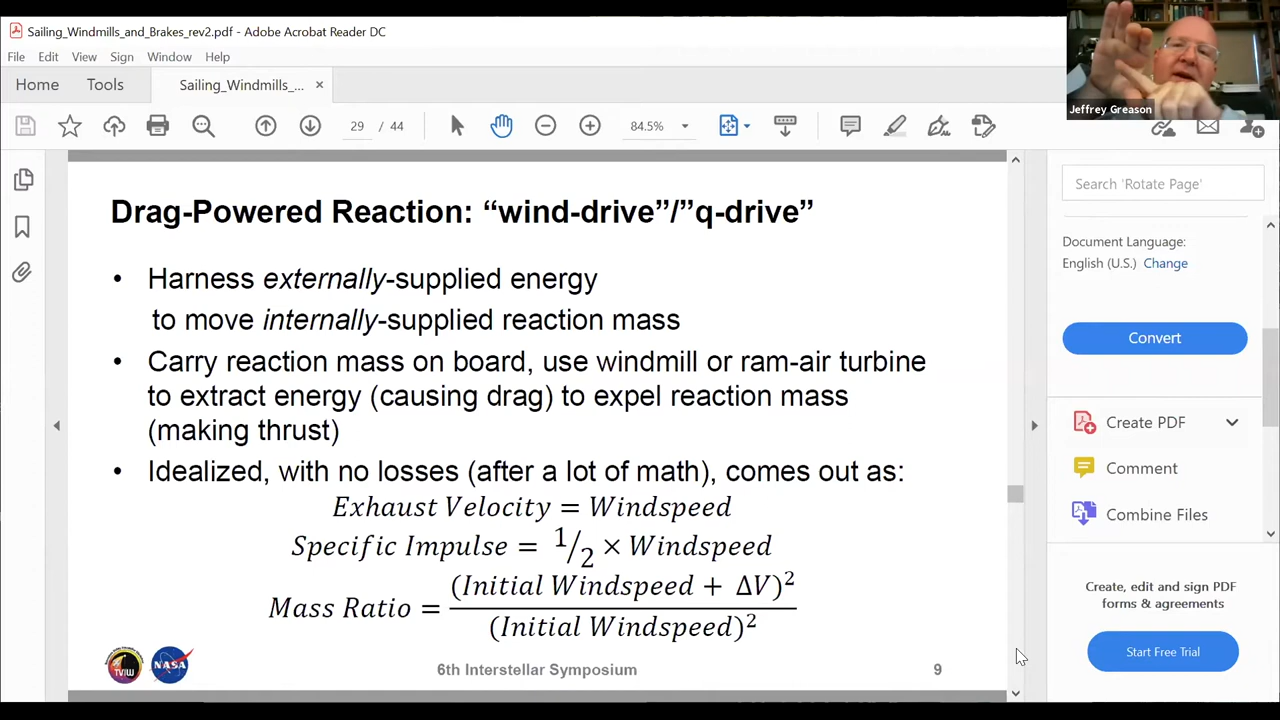 Sailing_Windmills_and_Brakes_rev2.pdf - Adobe Acrobat Reader DC
File Edit View Sign Window Help
Home Tools Sailing_Windmills_... ×
29 / 44 84.5%
Jeffrey Greason
Drag-Powered Reaction: “wind-drive”/”q-drive”
• Harness externally-supplied energy
to move internally-supplied reaction mass
• Carry reaction mass on board, use windmill or ram-air turbine
to extract energy (causing drag) to expel reaction mass
(making thrust)
• Idealized, with no losses (after a lot of math), comes out as:
Exhaust Velocity = Windspeed
Specific Impulse = 1/2 × Windspeed
Mass Ratio = (Initial Windspeed + ΔV)²
(Initial Windspeed)²
TVIW NASA 6th Interstellar Symposium 9
Search 'Rotate Page'
Document Language:
English (U.S.) Change
Convert
Create PDF
Comment
Combine Files
Create, edit and sign PDF
forms & agreements
Start Free Trial